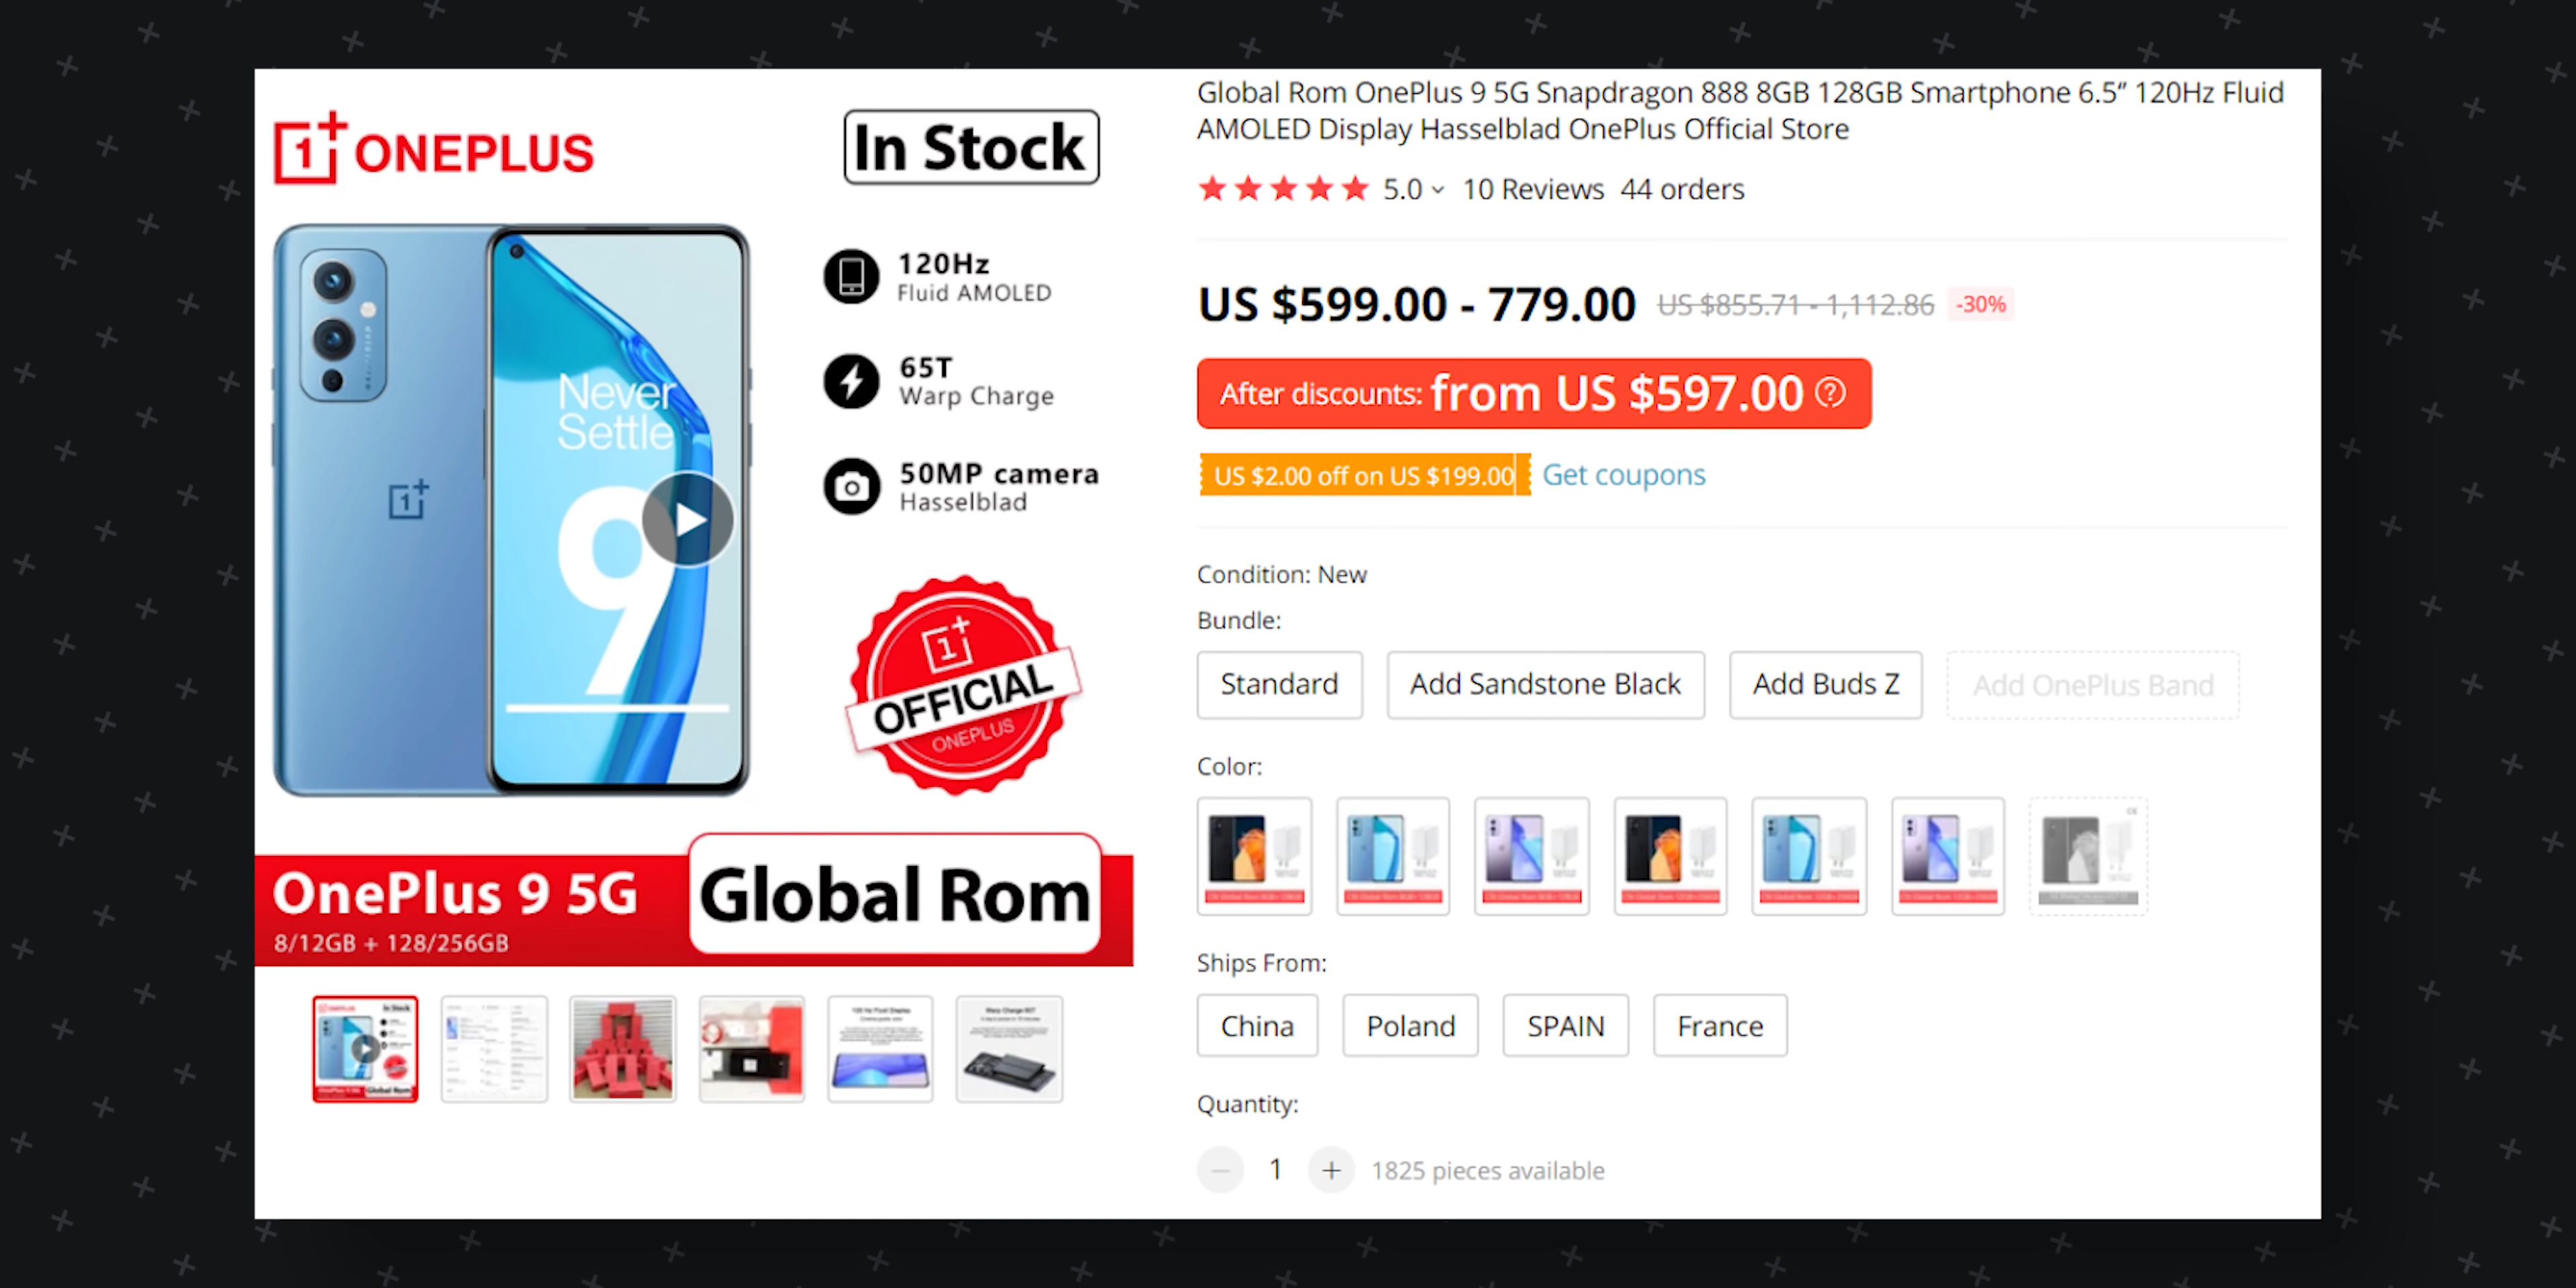 1+ ONEPLUS
In Stock
120Hz
Fluid AMOLED
65T
Warp Charge
50MP camera
Hasselblad
Never
Settle
9
1+
OFFICIAL
ONEPLUS
OnePlus 9 5G
8/12GB + 128/256GB
Global Rom
Global Rom OnePlus 9 5G Snapdragon 888 8GB 128GB Smartphone 6.5” 120Hz Fluid
AMOLED Display Hasselblad OnePlus Official Store
5.0 10 Reviews 44 orders
US $599.00 - 779.00 US $855.71 - 1,112.86 -30%
After discounts: from US $597.00 ?
US $2.00 off on US $199.00 Get coupons
Condition: New
Bundle:
Standard Add Sandstone Black Add Buds Z Add OnePlus Band
Color:
Ships From:
China Poland SPAIN France
Quantity:
− 1 + 1825 pieces available